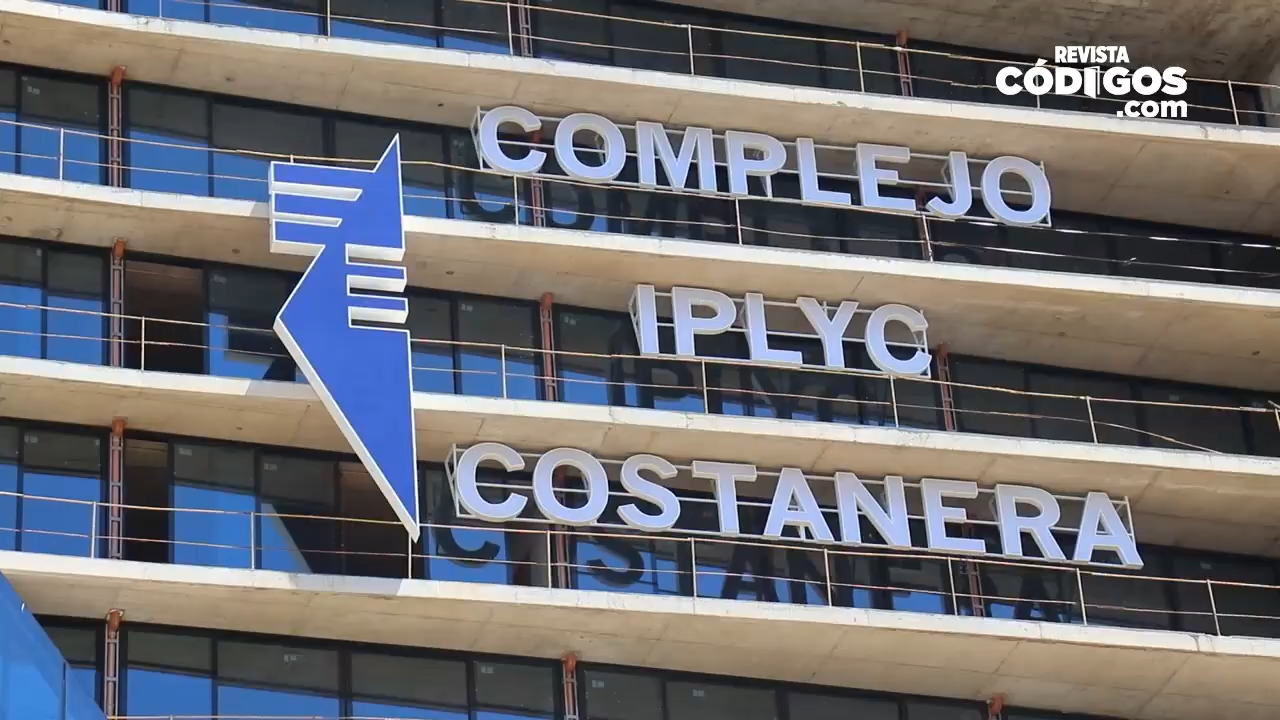 REVISTA
CÓDIGOS
.com
COMPLEJO
IPLYC
COSTANERA